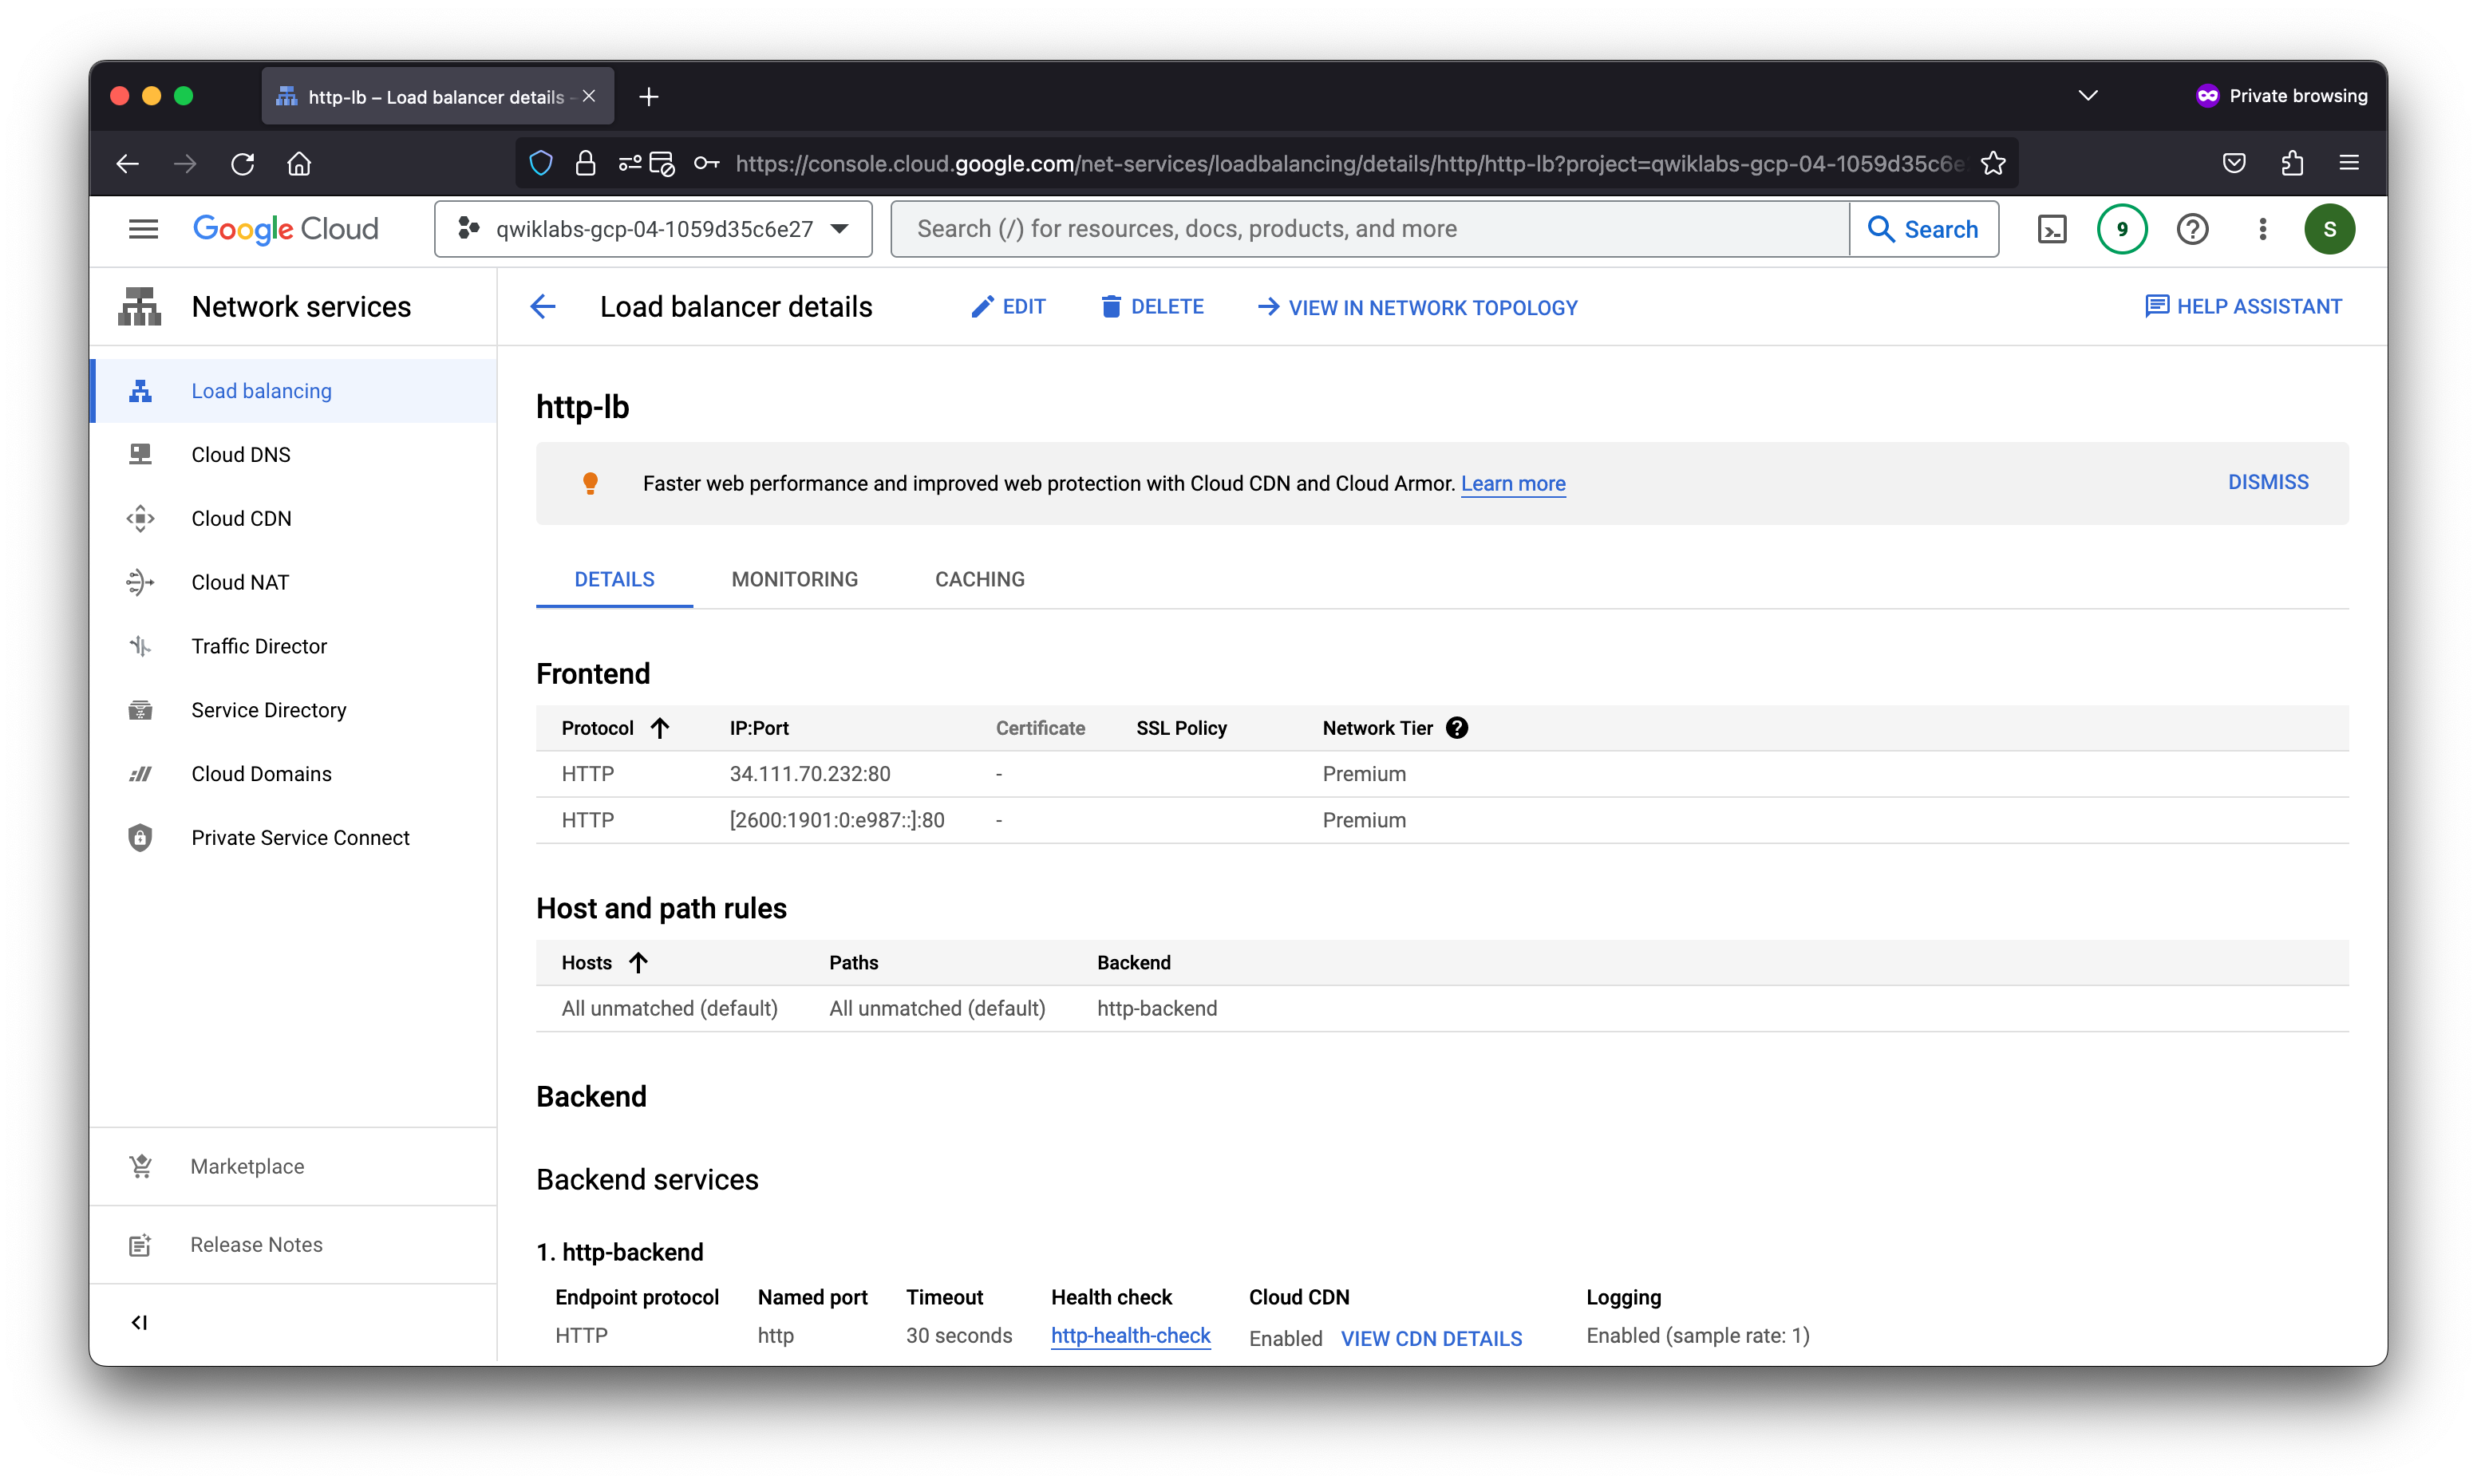 http-lb – Load balancer details -
Private browsing
https://console.cloud.google.com/net-services/loadbalancing/details/http/http-lb?project=qwiklabs-gcp-04-1059d35c6e
Google Cloud
qwiklabs-gcp-04-1059d35c6e27
Search (/) for resources, docs, products, and more
Search
9
S
Network services
Load balancer details
EDIT
DELETE
VIEW IN NETWORK TOPOLOGY
HELP ASSISTANT
Load balancing
Cloud DNS
Cloud CDN
Cloud NAT
Traffic Director
Service Directory
Cloud Domains
Private Service Connect
Marketplace
Release Notes
http-lb
Faster web performance and improved web protection with Cloud CDN and Cloud Armor. Learn more
DISMISS
DETAILS MONITORING CACHING
Frontend
Protocol IP:Port Certificate SSL Policy Network Tier
HTTP 34.111.70.232:80 - Premium
HTTP [2600:1901:0:e987::]:80 - Premium
Host and path rules
Hosts Paths Backend
All unmatched (default) All unmatched (default) http-backend
Backend
Backend services
1. http-backend
Endpoint protocol Named port Timeout Health check Cloud CDN Logging
HTTP http 30 seconds http-health-check Enabled VIEW CDN DETAILS Enabled (sample rate: 1)